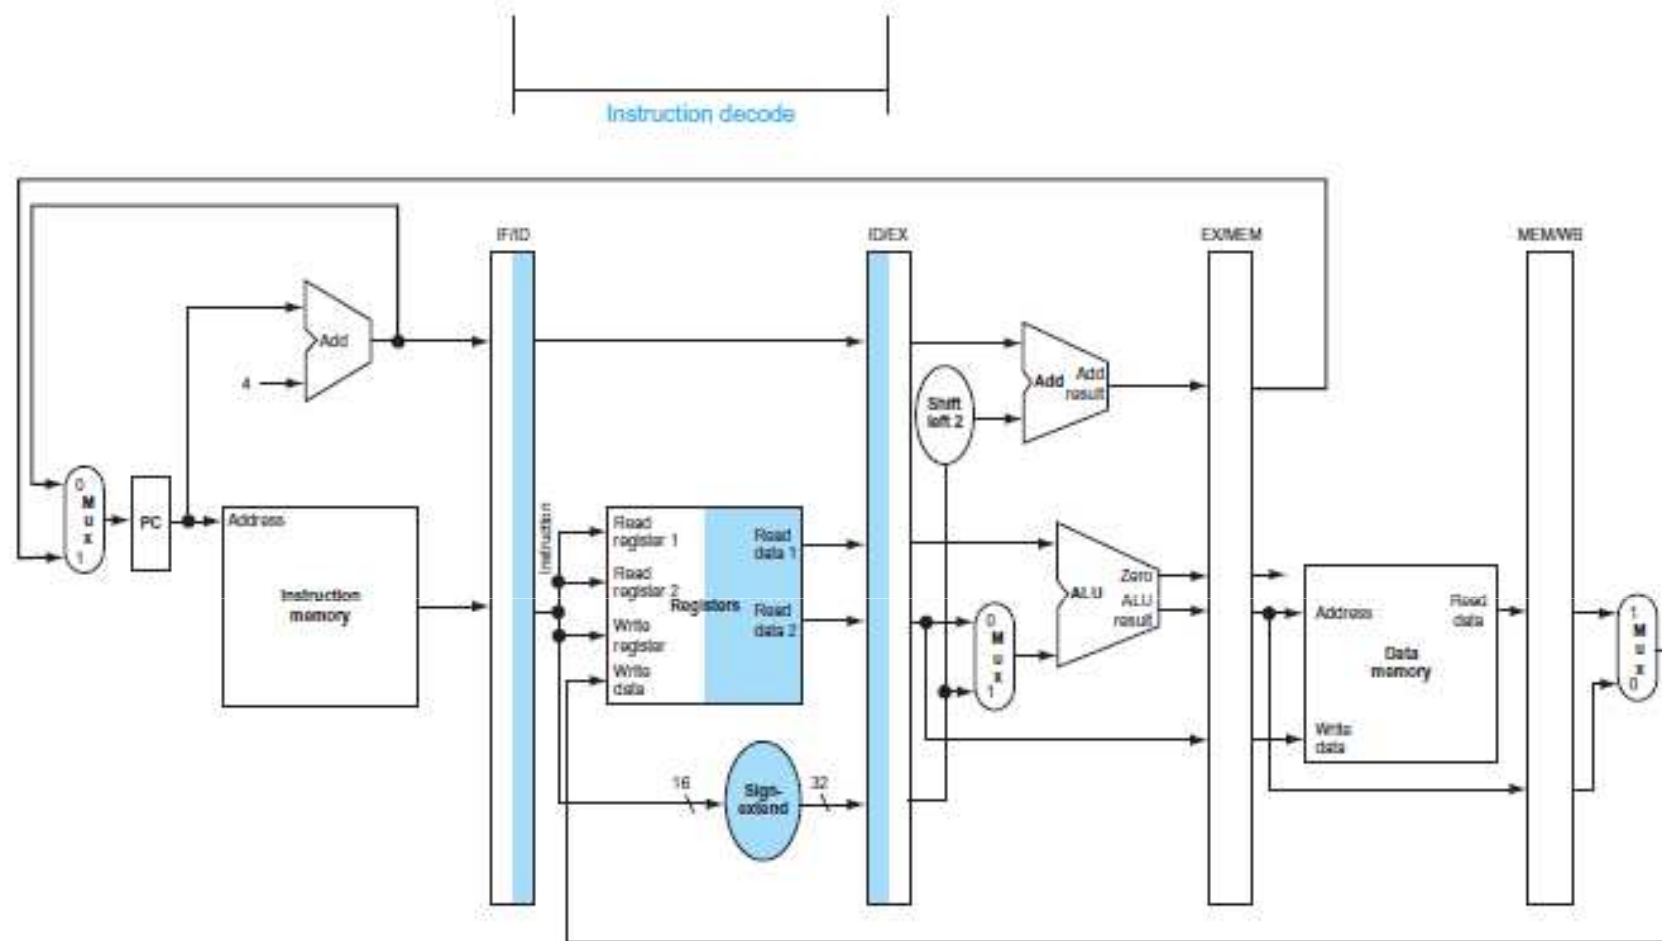 Instruction decode
IF/ID
ID/EX
EX/MEM
MEM/WB
Add
4
Add
Add
result
Shift
left 2
0
M
u
x
1
PC
Address
Instruction
memory
Instruction
Read
register 1
Read
register 2
Registers
Write
register
Write
data
Read
data 1
Read
data 2
0
M
u
x
1
Zero
ALU
ALU
result
Address
Read
data
Data
memory
Write
data
1
M
u
x
0
16
Sign-
extend
32